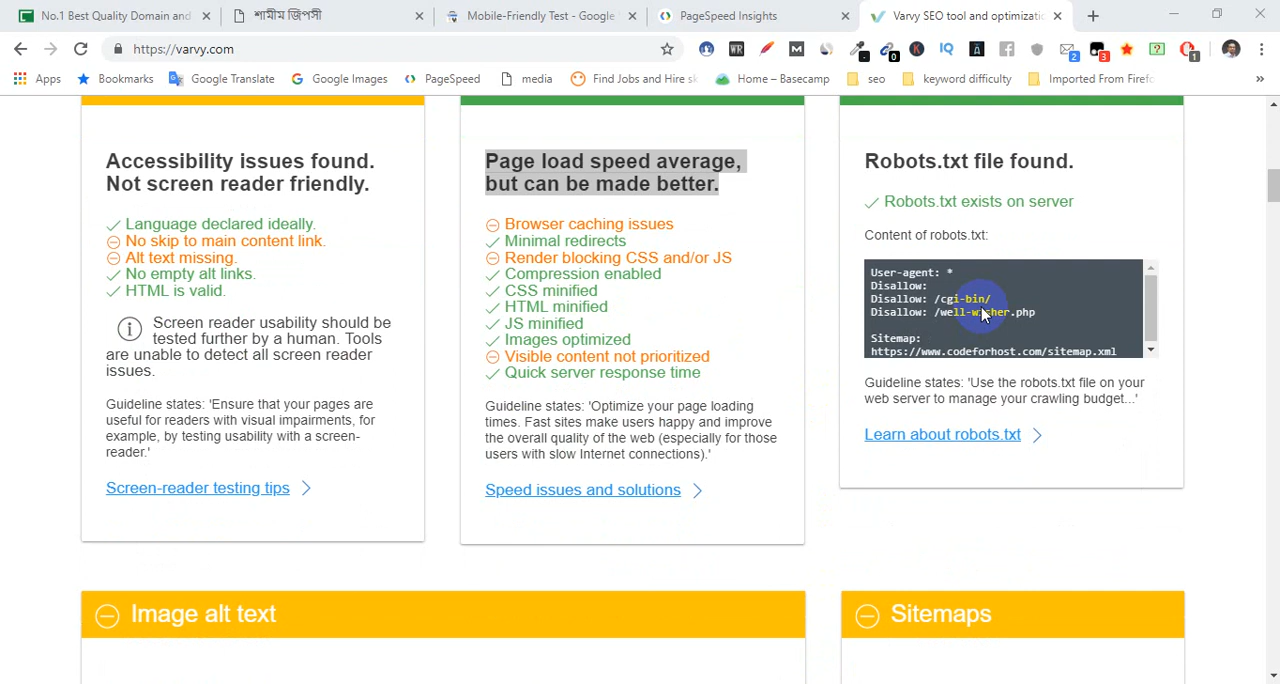 No.1 Best Quality Domain and
শামীম জিপসী
Mobile-Friendly Test - Google
PageSpeed Insights
Varvy SEO tool and optimizatio
https://varvy.com
WR
M
0
K
IQ
2
3
?
1
Apps
Bookmarks
Google Translate
Google Images
PageSpeed
media
Find Jobs and Hire sk
Home – Basecamp
seo
keyword difficulty
Imported From Firefo
»
Accessibility issues found.
Not screen reader friendly.
Language declared ideally.
No skip to main content link.
Alt text missing.
No empty alt links.
HTML is valid.
Screen reader usability should be
tested further by a human. Tools
are unable to detect all screen reader
issues.
Guideline states: 'Ensure that your pages are
useful for readers with visual impairments, for
example, by testing usability with a screen-
reader.'
Screen-reader testing tips
Page load speed average,
but can be made better.
Browser caching issues
Minimal redirects
Render blocking CSS and/or JS
Compression enabled
CSS minified
HTML minified
JS minified
Images optimized
Visible content not prioritized
Quick server response time
Guideline states: 'Optimize your page loading
times. Fast sites make users happy and improve
the overall quality of the web (especially for those
users with slow Internet connections).'
Speed issues and solutions
Robots.txt file found.
Robots.txt exists on server
Content of robots.txt:
User-agent: *
Disallow:
Disallow: /cgi-bin/
Disallow: /well-wisher.php
Sitemap:
https://www.codeforhost.com/sitemap.xml
Guideline states: 'Use the robots.txt file on your
web server to manage your crawling budget...'
Learn about robots.txt
Image alt text
Sitemaps